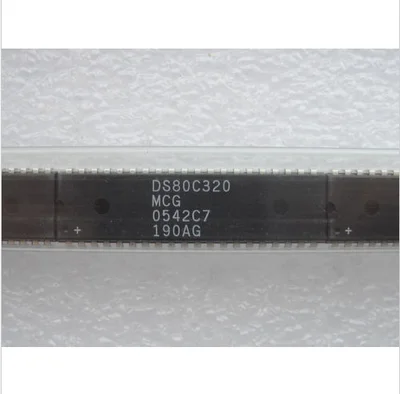 DS80C320
MCG
0542C7
190AG
- +
- +